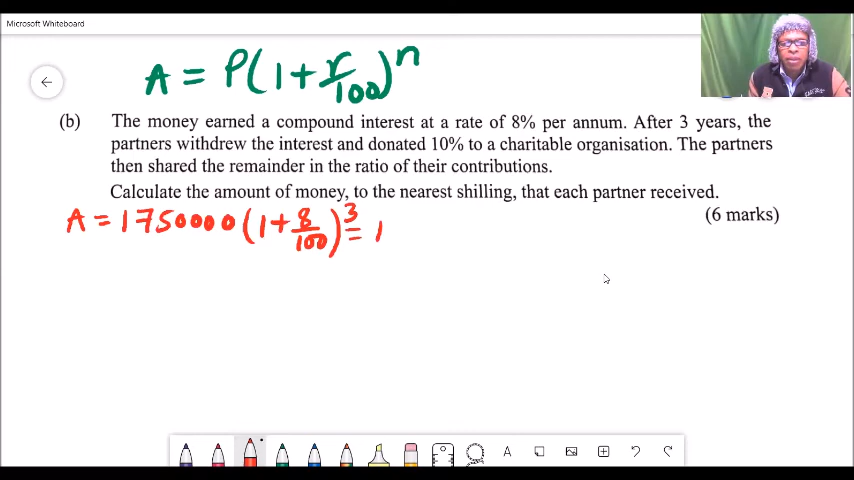 Microsoft Whiteboard
A = P(1 + r/100)^n
(b) The money earned a compound interest at a rate of 8% per annum. After 3 years, the
partners withdrew the interest and donated 10% to a charitable organisation. The partners
then shared the remainder in the ratio of their contributions.
Calculate the amount of money, to the nearest shilling, that each partner received.
(6 marks)
A = 1750000(1 + 8/100)^3 = 1
A